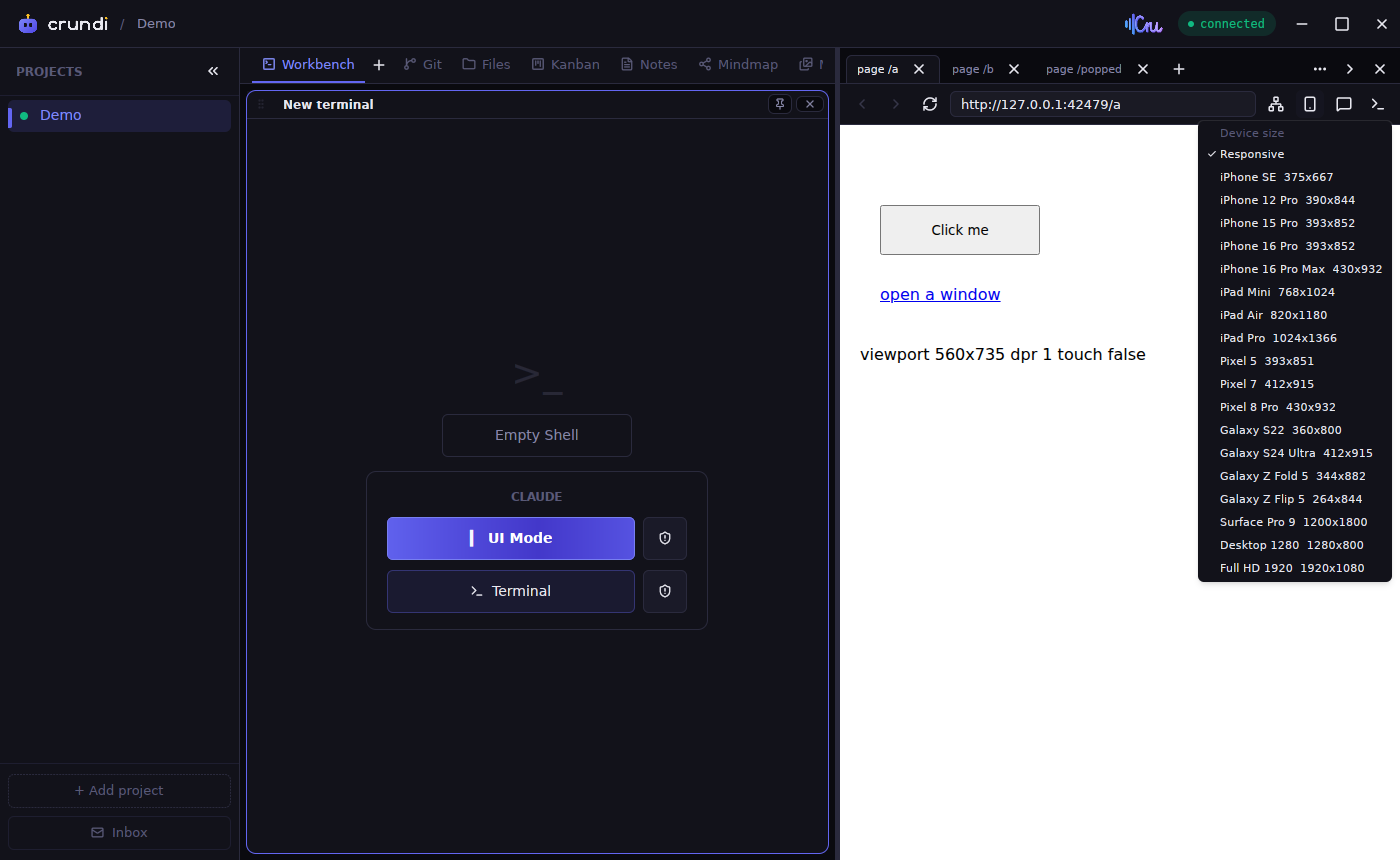 crundi / Demo
Cru
connected
PROJECTS
Demo
+ Add project
Inbox
Workbench + Git Files Kanban Notes Mindmap
New terminal
>_
Empty Shell
CLAUDE
UI Mode
Terminal
page /a page /b page /popped
http://127.0.0.1:42479/a
Click me
open a window
viewport 560x735 dpr 1 touch false
Device size
Responsive
iPhone SE 375x667
iPhone 12 Pro 390x844
iPhone 15 Pro 393x852
iPhone 16 Pro 393x852
iPhone 16 Pro Max 430x932
iPad Mini 768x1024
iPad Air 820x1180
iPad Pro 1024x1366
Pixel 5 393x851
Pixel 7 412x915
Pixel 8 Pro 430x932
Galaxy S22 360x800
Galaxy S24 Ultra 412x915
Galaxy Z Fold 5 344x882
Galaxy Z Flip 5 264x844
Surface Pro 9 1200x1800
Desktop 1280 1280x800
Full HD 1920 1920x1080